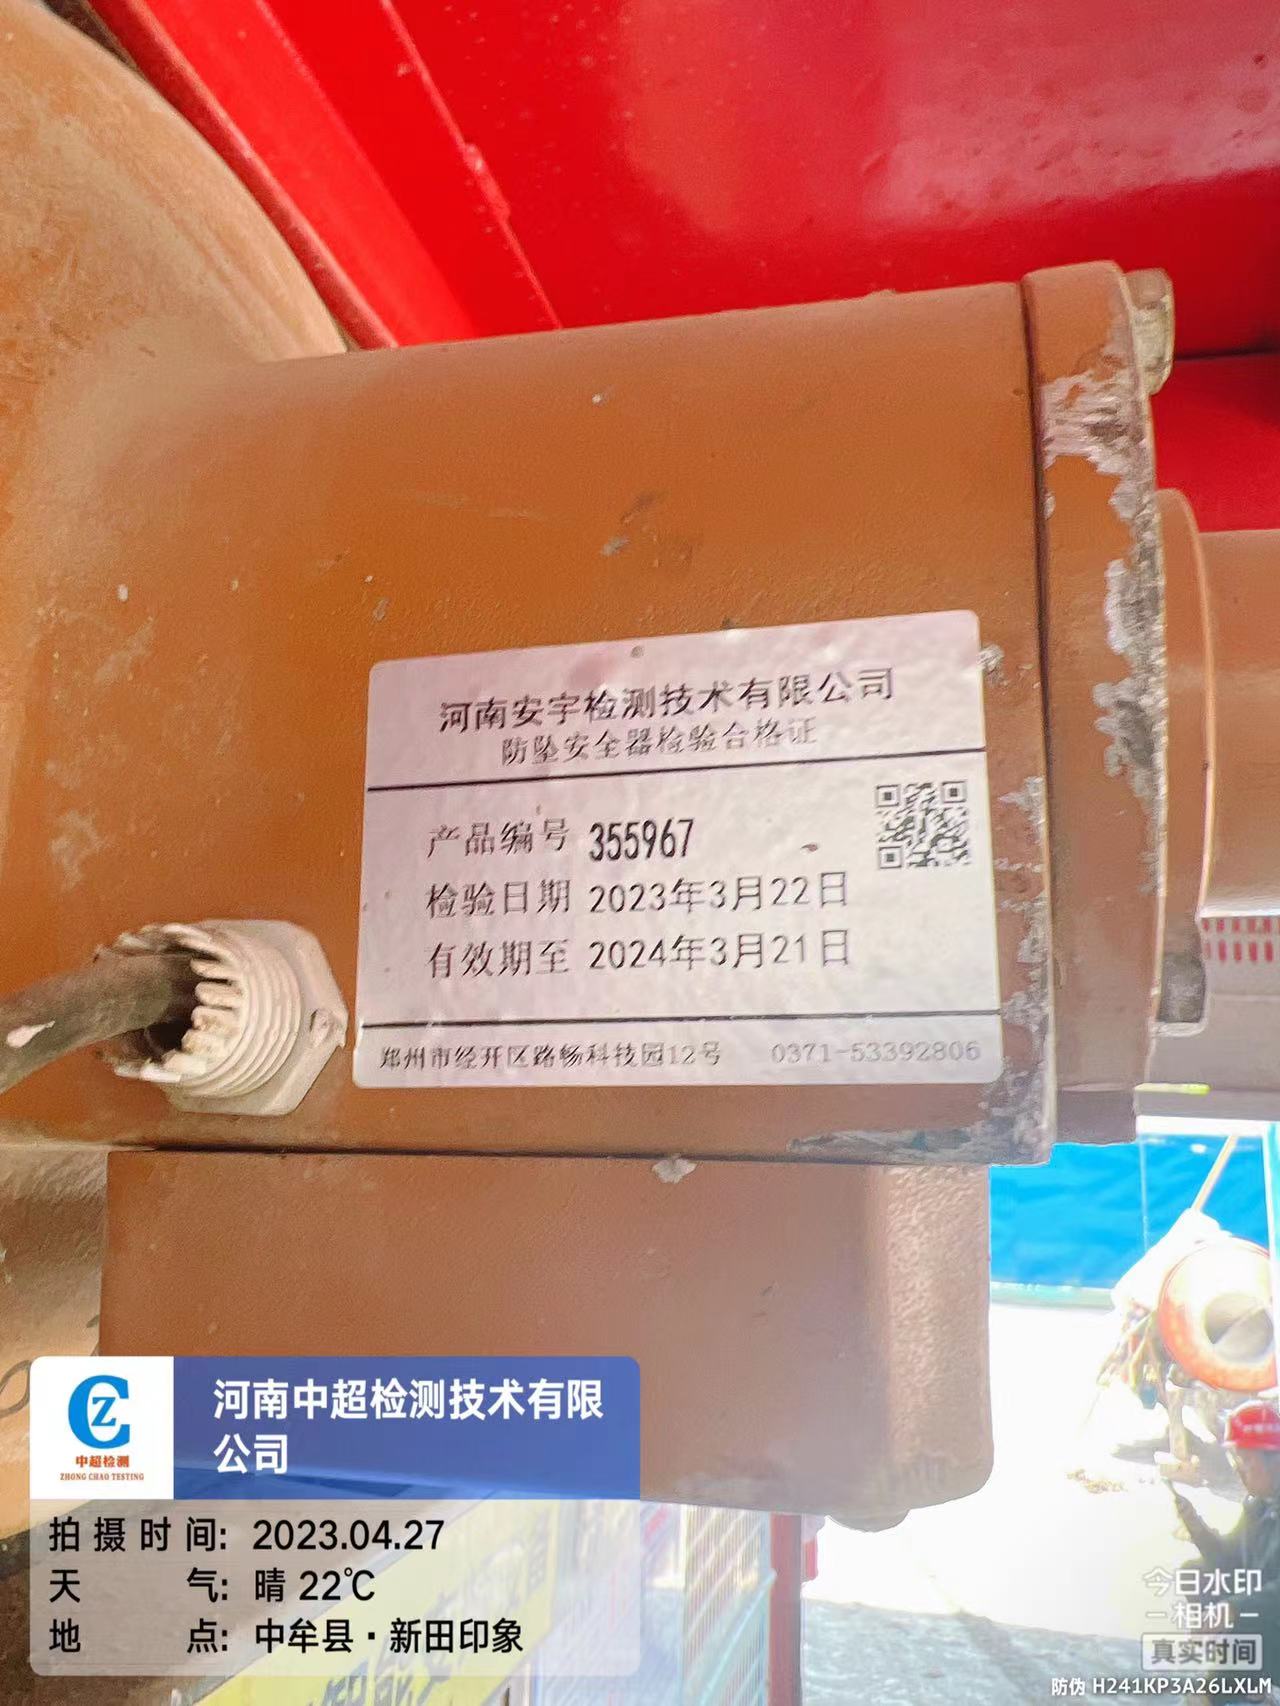 河南安宇检测技术有限公司
防坠安全器检验合格证
产品编号 355967
检验日期 2023年3月22日
有效期至 2024年3月21日
郑州市经开区路畅科技园12号 0371-53392806
中超检测
ZHONG CHAO TESTING
河南中超检测技术有限
公司
拍摄时间: 2023.04.27
天 气: 晴 22℃
地 点: 中牟县·新田印象
今日水印
-相机-
真实时间
防伪 H241KP3A26LXLM